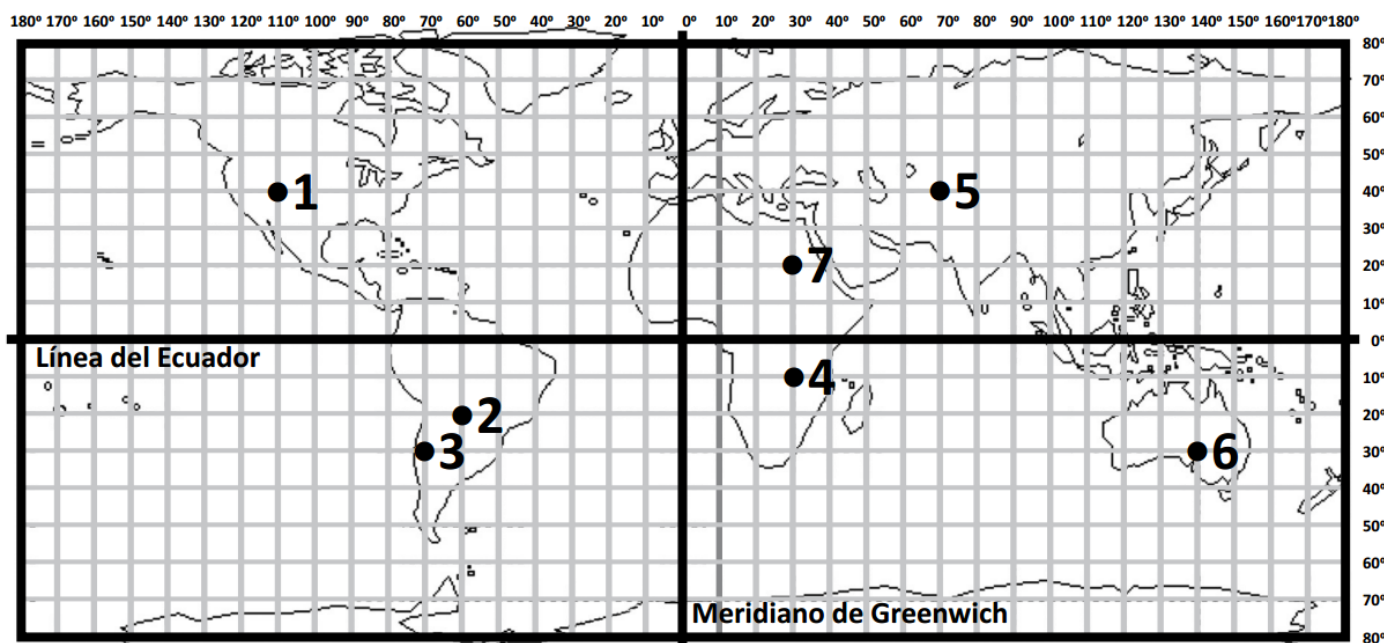 180º 170º 160º 150º 140º 130º 120º 110º 100º 90º 80º 70º 60º 50º 40º 30º 20º 10º 0º 10º 20º 30º 40º 50º 60º 70º 80º 90º 100º 110º 120º 130º 140º 150º 160º 170º 180º
80º
70º
60º
50º
1
5
40º
30º
7
20º
10º
0º
Línea del Ecuador
4
10º
2
20º
3
6
30º
40º
50º
60º
Meridiano de Greenwich
70º
80º